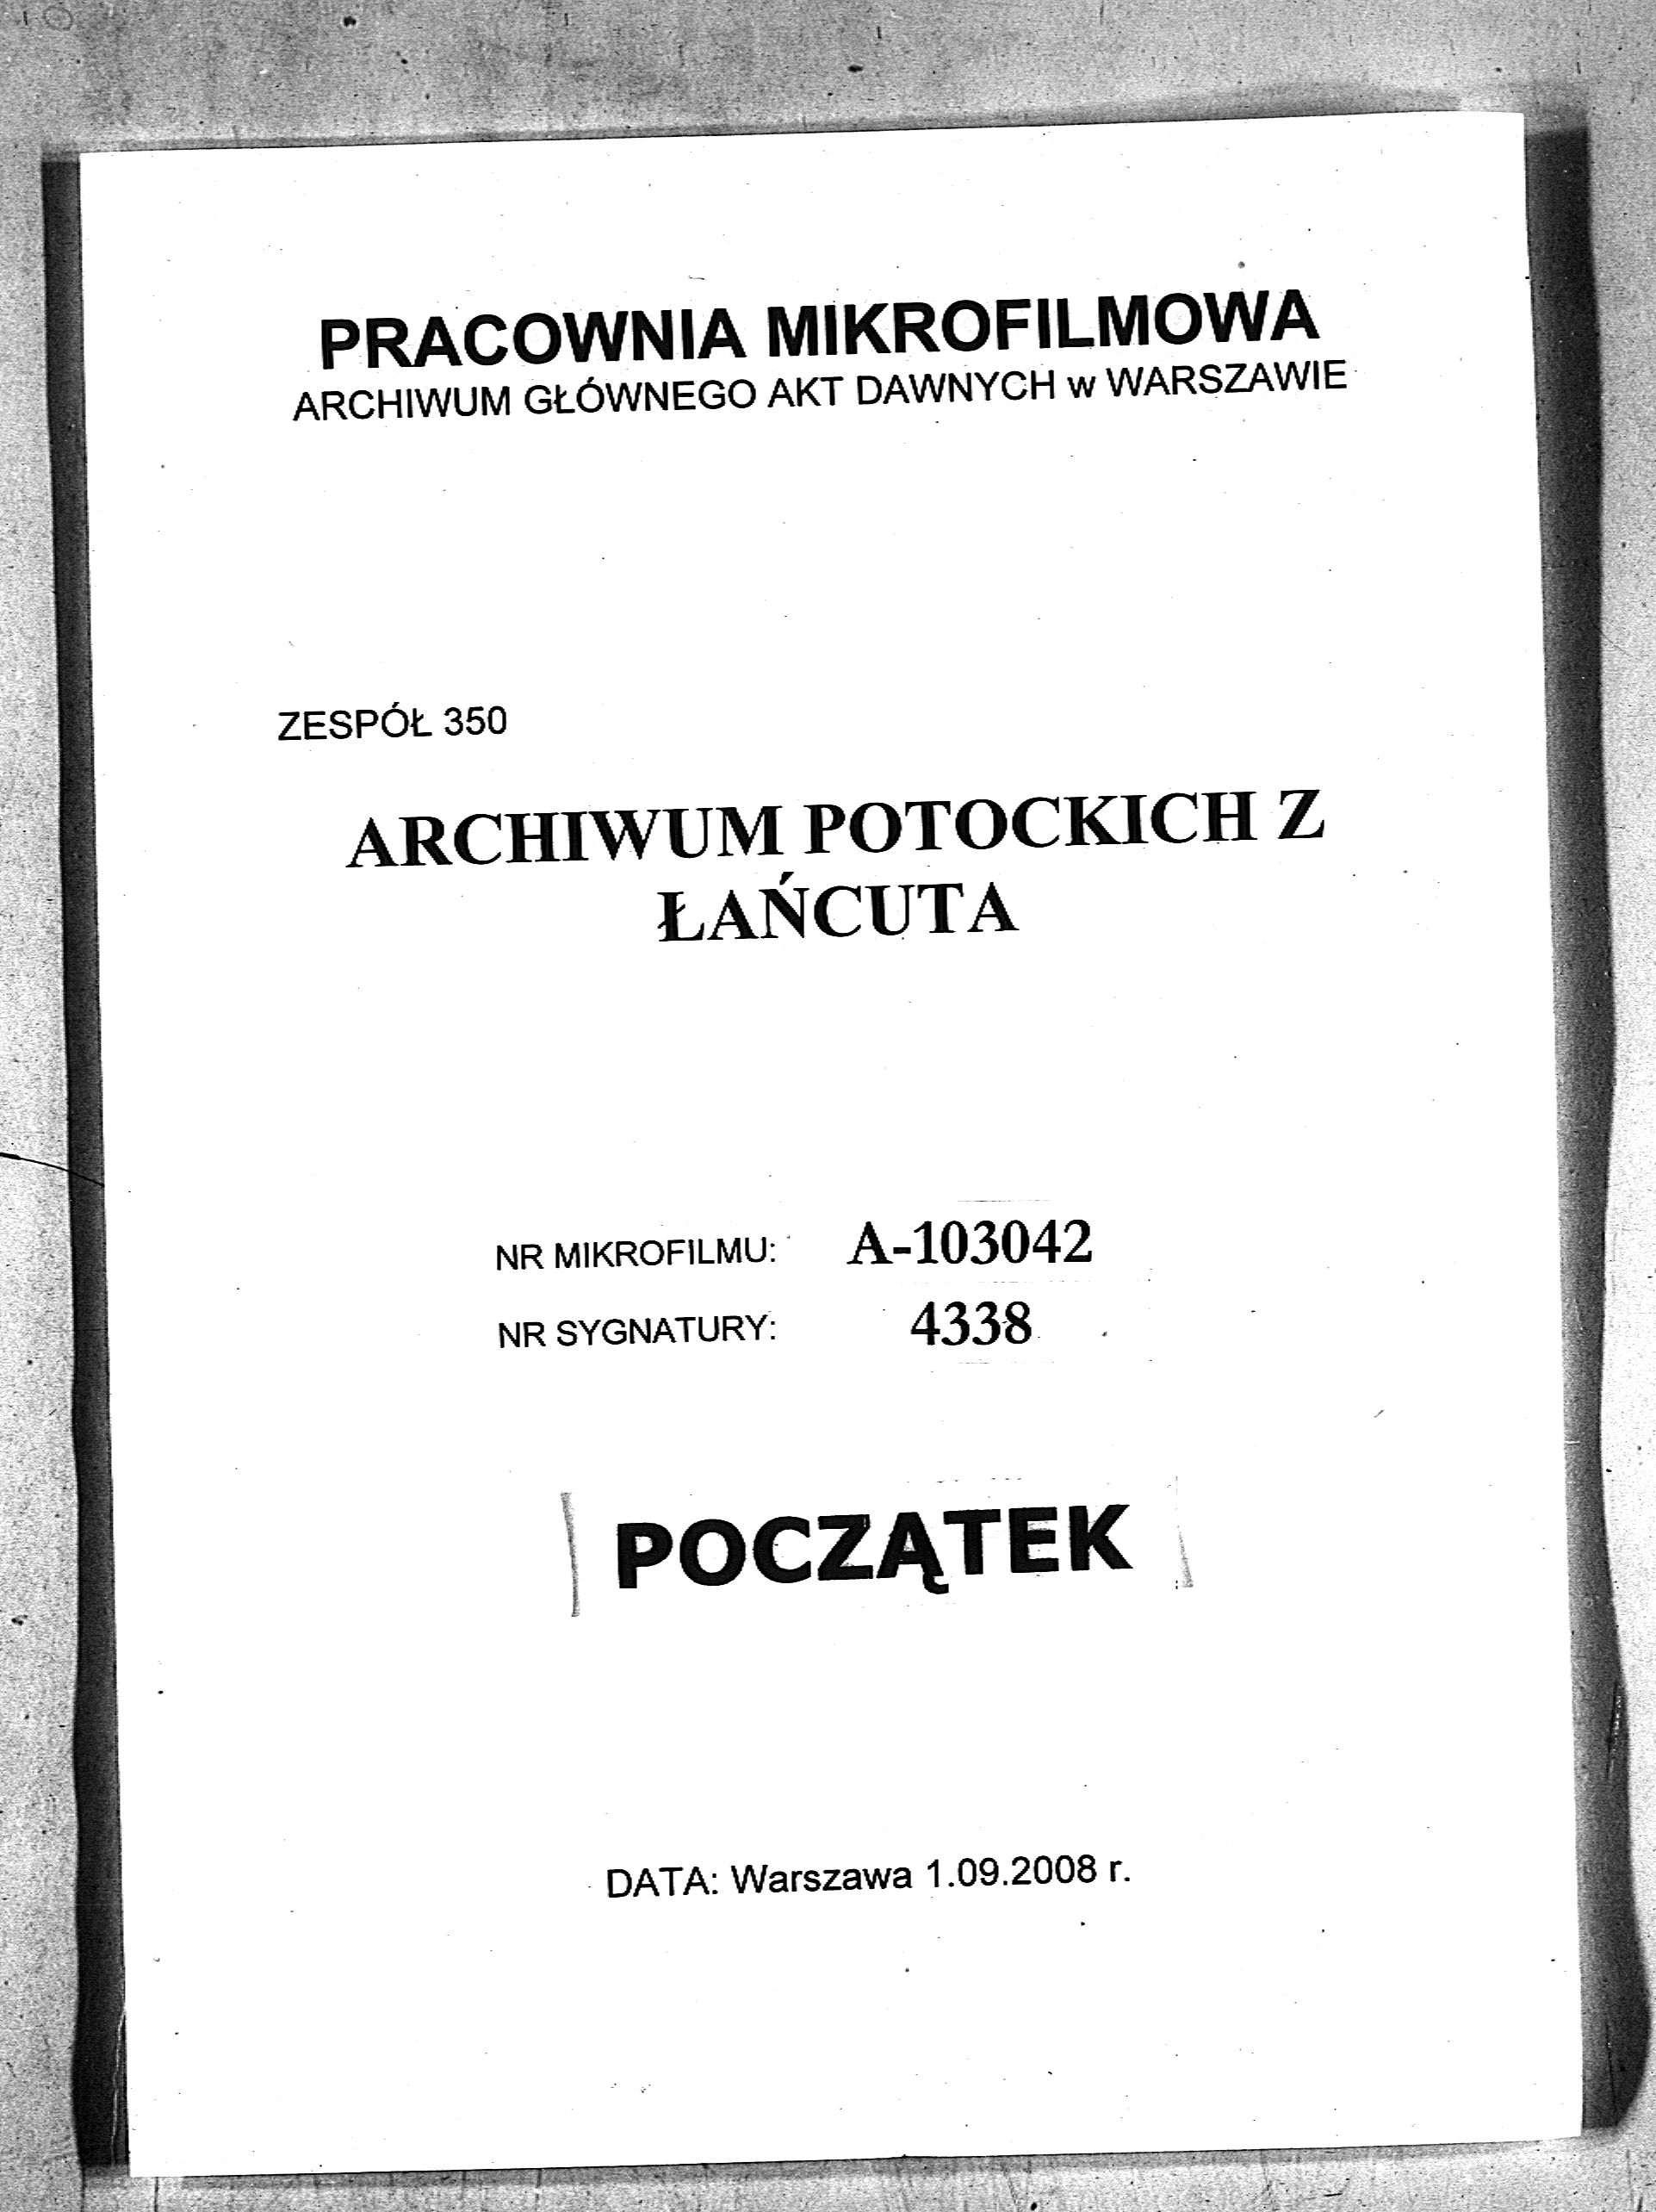 PRACOWNIA MIKROFILMOWA
ARCHIWUM GŁÓWNEGO AKT DAWNYCH w WARSZAWIE
ZESPÓŁ 350
ARCHIWUM POTOCKICH Z
ŁAŃCUTA
NR MIKROFILMU: A-103042
NR SYGNATURY: 4338
POCZĄTEK
DATA: Warszawa 1.09.2008 r.